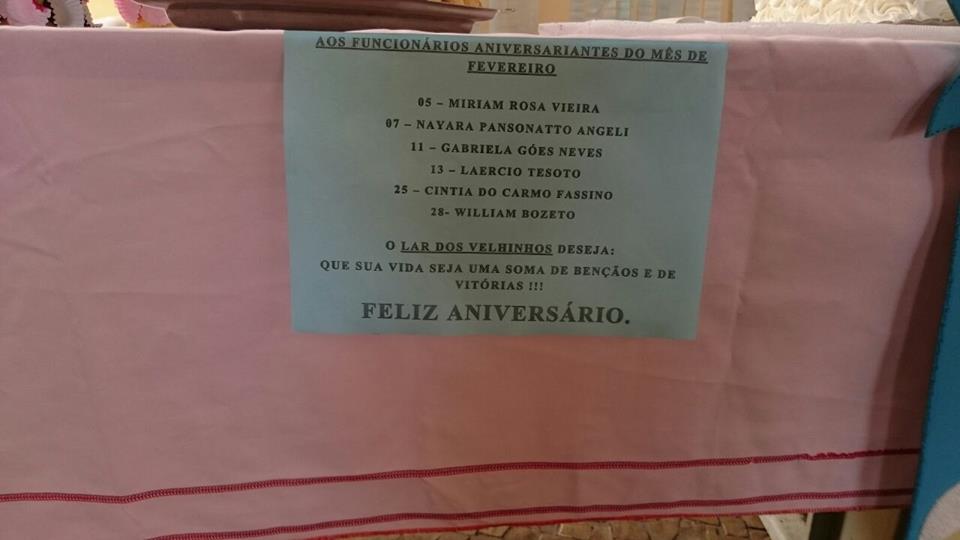 AOS FUNCIONÁRIOS ANIVERSARIANTES DO MÊS DE
FEVEREIRO
05 – MIRIAM ROSA VIEIRA
07 – NAYARA PANSONATTO ANGELI
11 – GABRIELA GÓES NEVES
13 – LAERCIO TESOTO
25 – CINTIA DO CARMO FASSINO
28- WILLIAM BOZETO
O LAR DOS VELHINHOS DESEJA:
QUE SUA VIDA SEJA UMA SOMA DE BENÇÃOS E DE
VITÓRIAS !!!
FELIZ ANIVERSÁRIO.